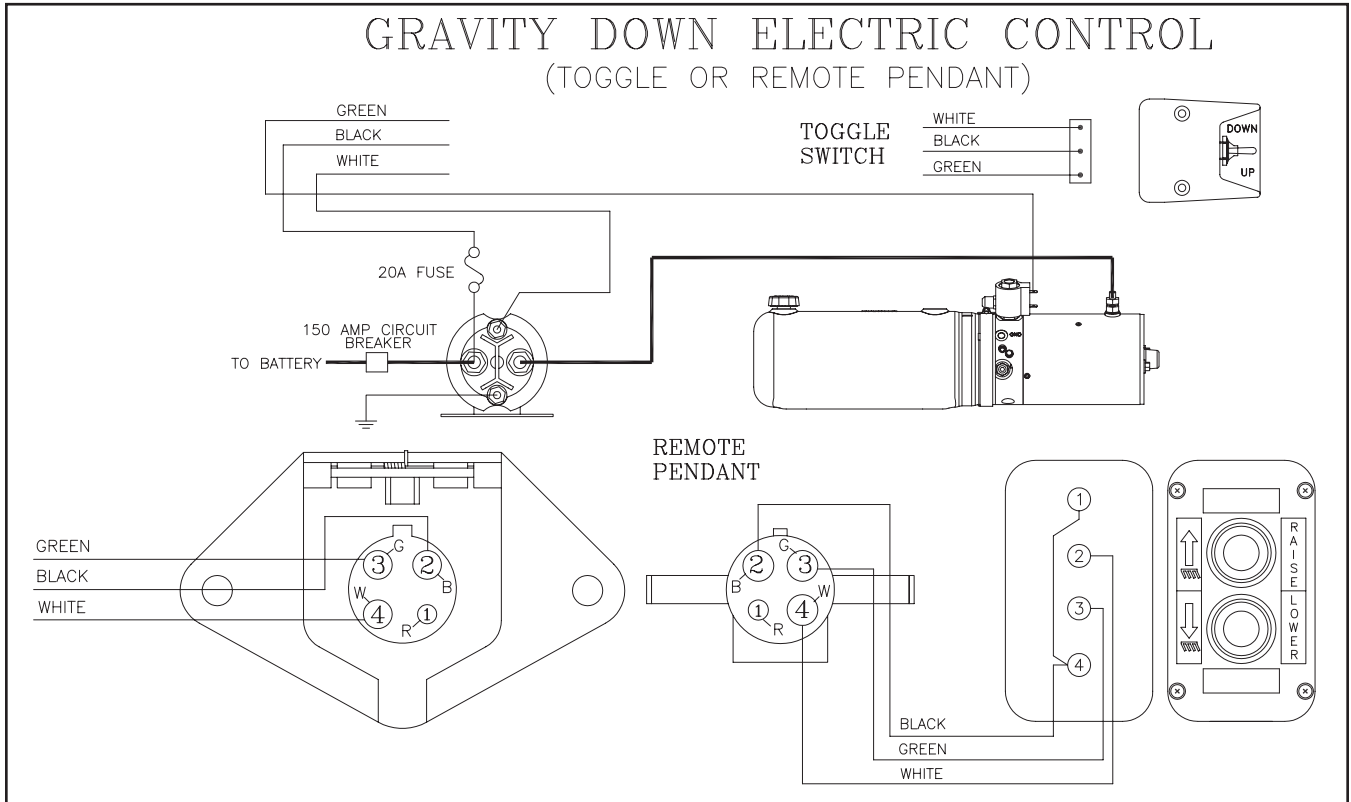 GRAVITY DOWN ELECTRIC CONTROL
(TOGGLE OR REMOTE PENDANT)
GREEN
BLACK
WHITE
TOGGLE
SWITCH
WHITE
BLACK
GREEN
DOWN
UP
20A FUSE
150 AMP CIRCUIT
BREAKER
TO BATTERY
GND
REMOTE
PENDANT
GREEN
BLACK
WHITE
G
3
2
B
W
4
1
R
G
2
3
B
W
1
4
R
1
2
3
4
RAISE
LOWER
BLACK
GREEN
WHITE